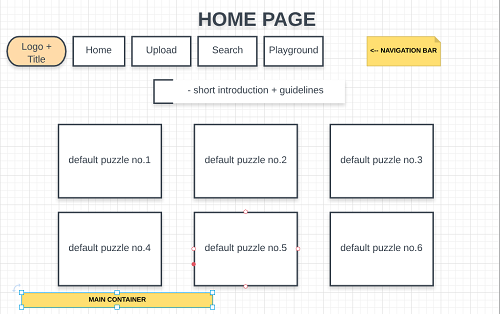 HOME PAGE
Logo +
Title
Home
Upload
Search
Playground
<-- NAVIGATION BAR
- short introduction + guidelines
default puzzle no.1
default puzzle no.2
default puzzle no.3
default puzzle no.4
default puzzle no.5
default puzzle no.6
MAIN CONTAINER